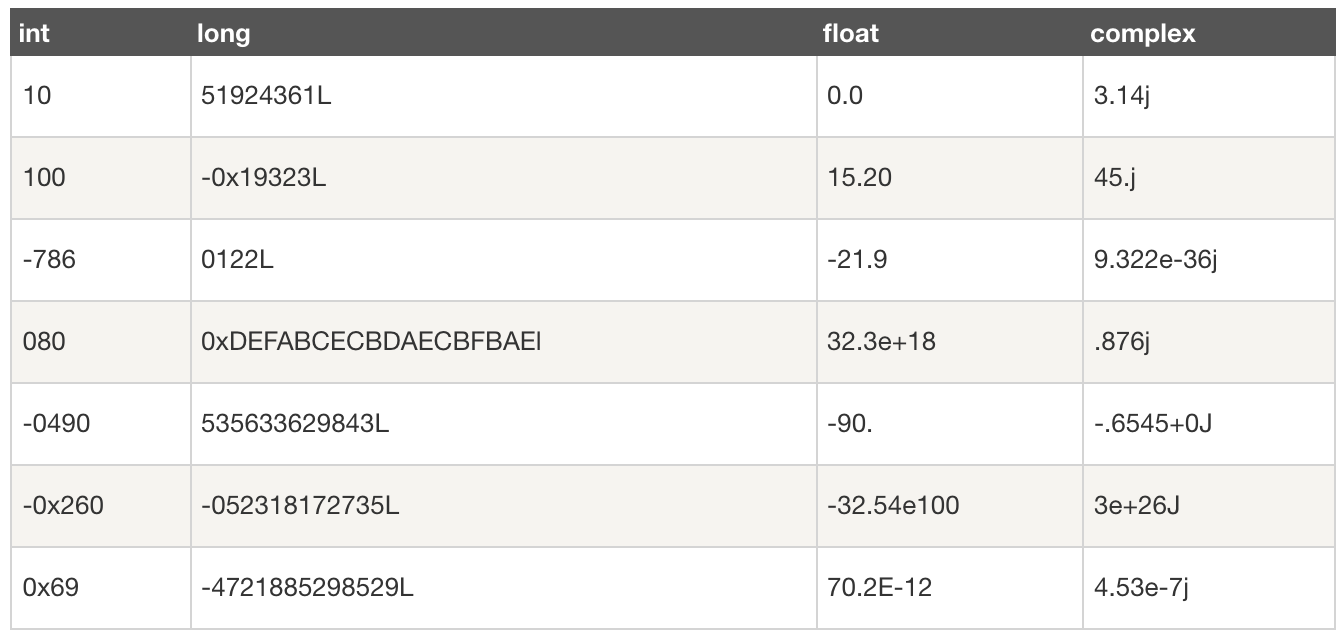 int long float complex
10 51924361L 0.0 3.14j
100 -0x19323L 15.20 45.j
-786 0122L -21.9 9.322e-36j
080 0xDEFABCECBDAECBFBAEl 32.3e+18 .876j
-0490 535633629843L -90. -.6545+0J
-0x260 -052318172735L -32.54e100 3e+26J
0x69 -4721885298529L 70.2E-12 4.53e-7j